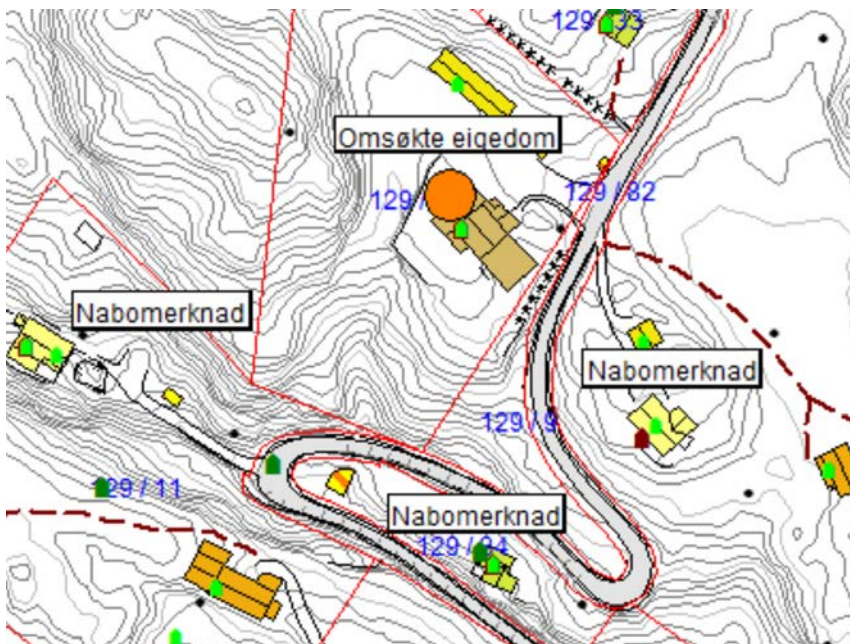 129 / 33
Omsøkte eigedom
129 /
129 / 82
Nabomerknad
Nabomerknad
129 / 9
129 / 11
Nabomerknad
129 / 94